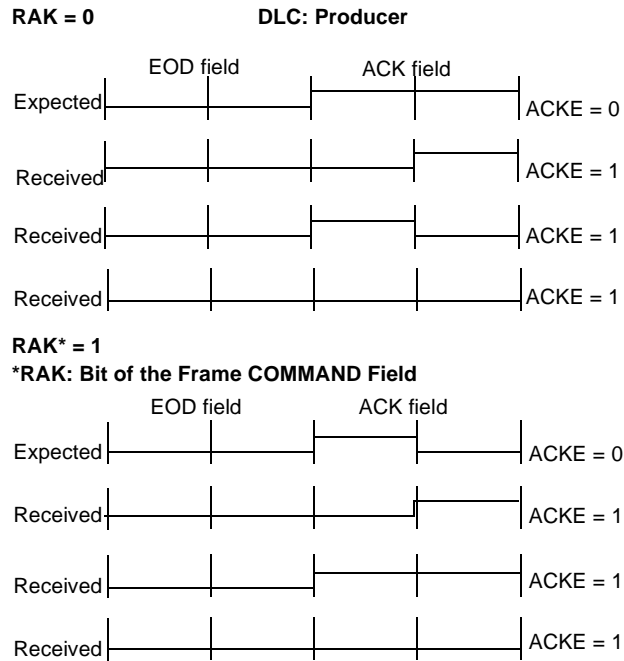 RAK = 0 DLC: Producer
EOD field ACK field
Expected ACKE = 0
Received ACKE = 1
Received ACKE = 1
Received ACKE = 1
RAK* = 1
*RAK: Bit of the Frame COMMAND Field
EOD field ACK field
Expected ACKE = 0
Received ACKE = 1
Received ACKE = 1
Received ACKE = 1